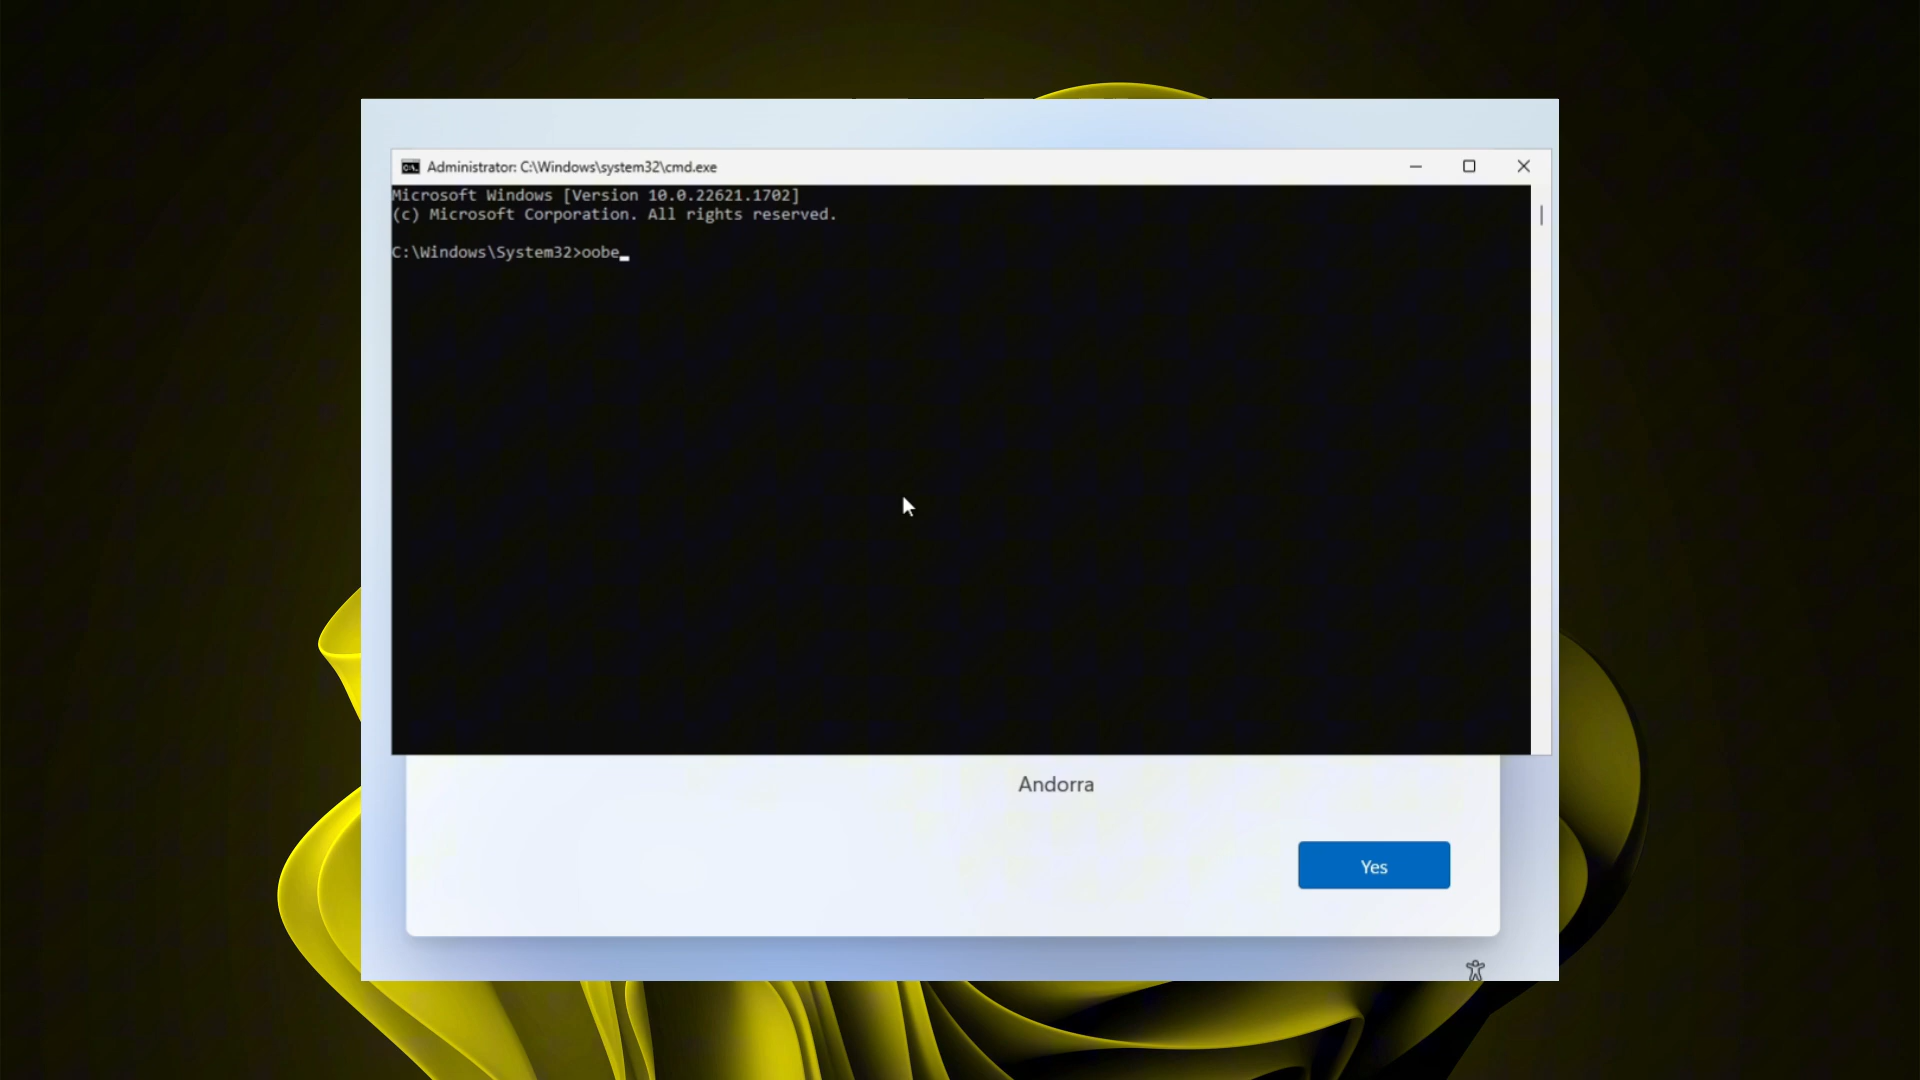 Administrator: C:\Windows\system32\cmd.exe
Microsoft Windows [Version 10.0.22621.1702]
(c) Microsoft Corporation. All rights reserved.
C:\Windows\System32>oobe
Andorra
Yes